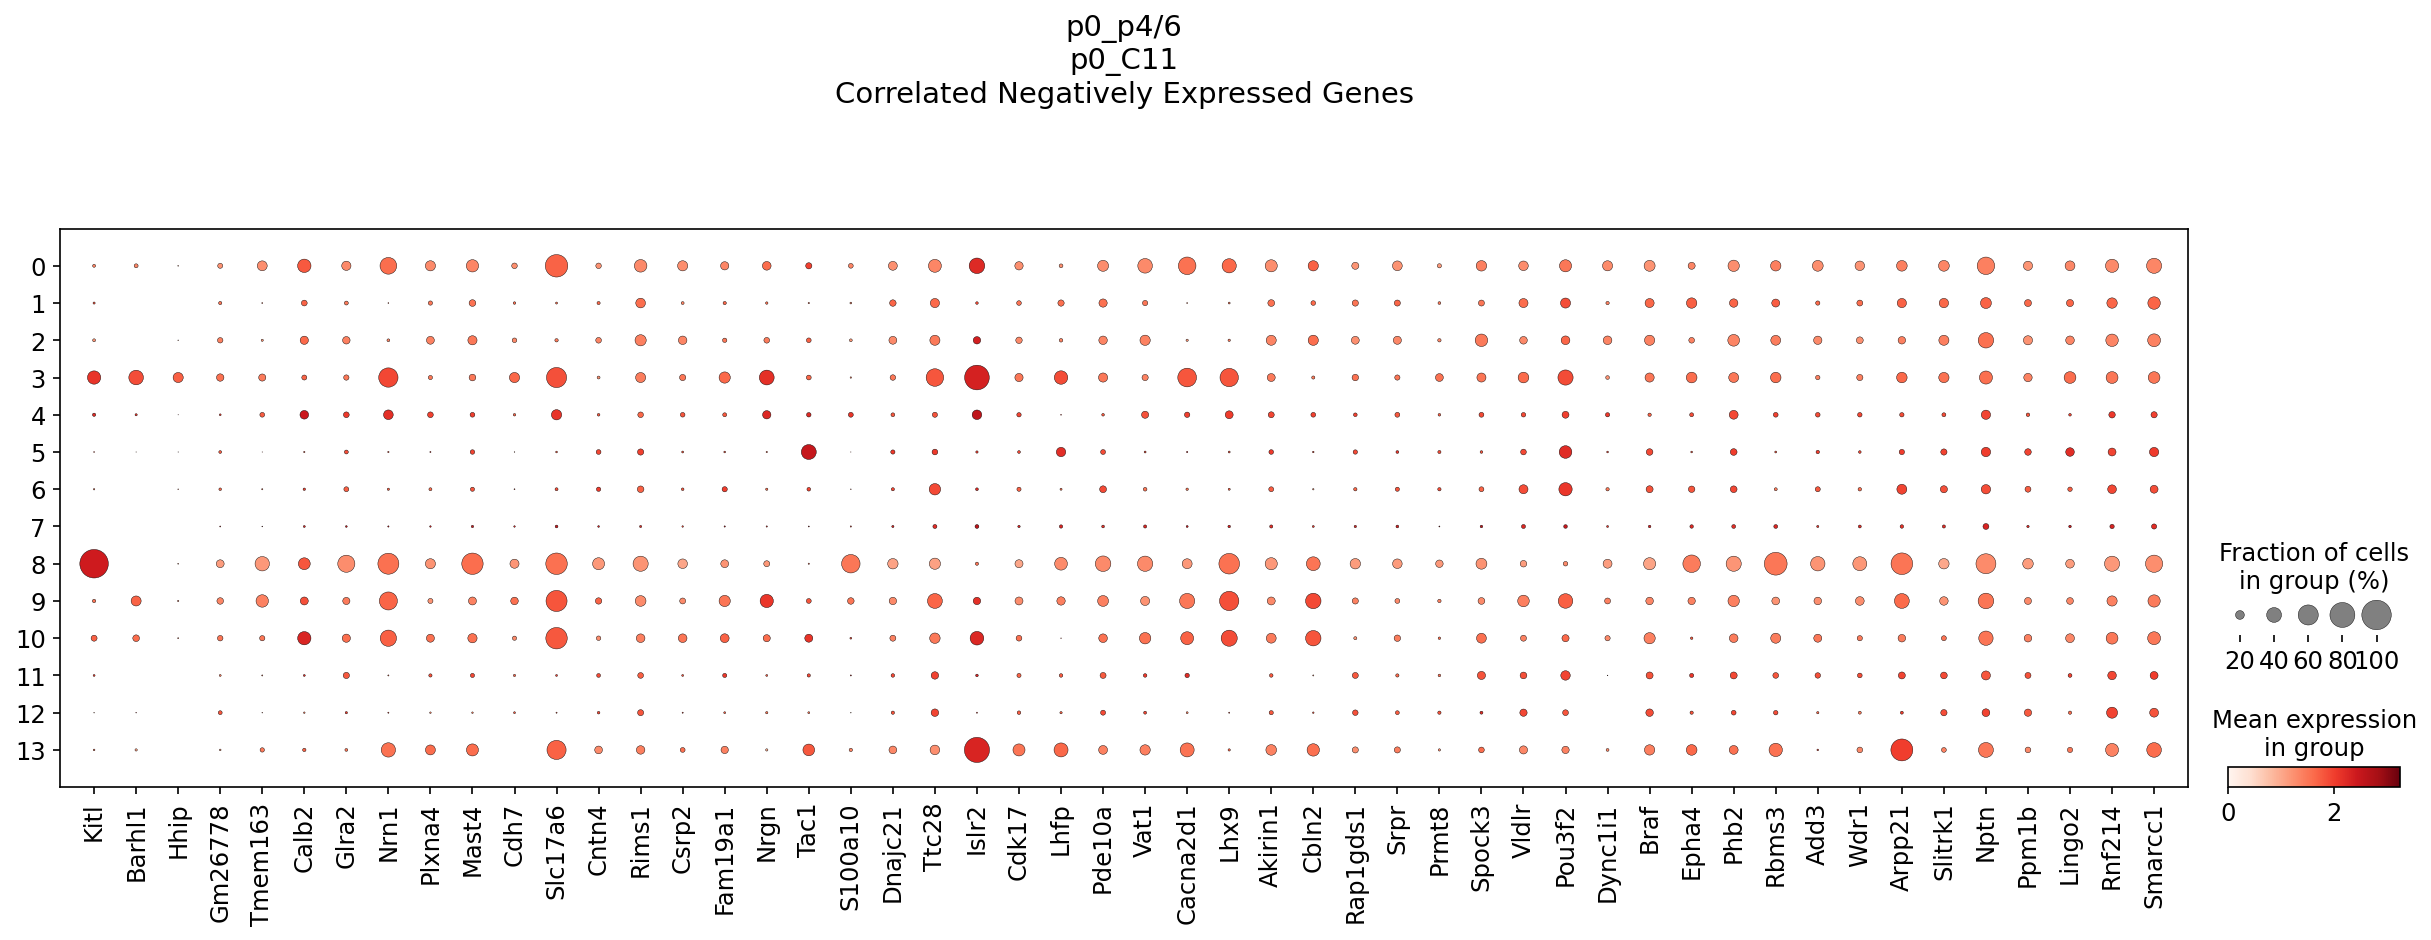 p0_p4/6
p0_C11
Correlated Negatively Expressed Genes
0
1
2
3
4
5
6
7
8
9
10
11
12
13
Kitl
Barhl1
Hhip
Gm26778
Tmem163
Calb2
Glra2
Nrn1
Plxna4
Mast4
Cdh7
Slc17a6
Cntn4
Rims1
Csrp2
Fam19a1
Nrgn
Tac1
S100a10
Dnajc21
Ttc28
Islr2
Cdk17
Lhfp
Pde10a
Vat1
Cacna2d1
Lhx9
Akirin1
Cbln2
Rap1gds1
Srpr
Prmt8
Spock3
Vldlr
Pou3f2
Dync1i1
Braf
Epha4
Phb2
Rbms3
Add3
Wdr1
Arpp21
Slitrk1
Nptn
Ppm1b
Lingo2
Rnf214
Smarcc1
Fraction of cells
in group (%)
20 40 60 80 100
Mean expression
in group
0 2